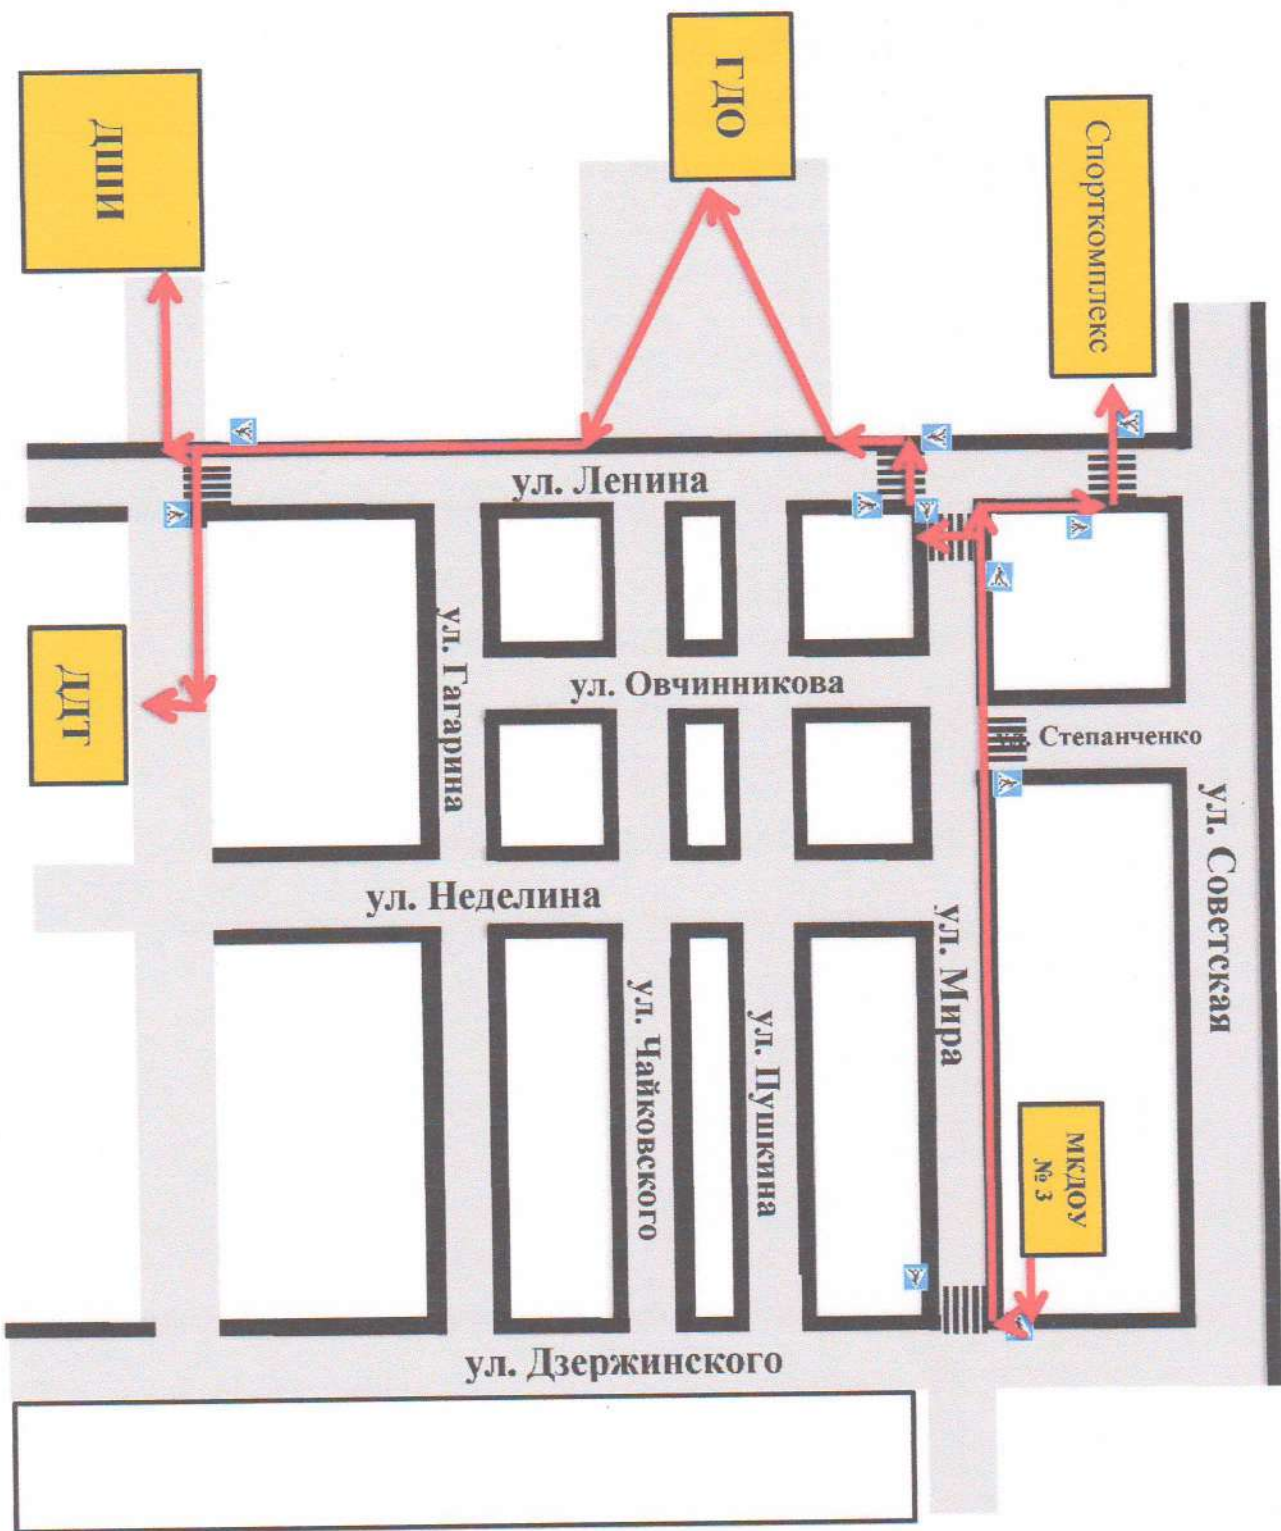 ДШИ
ГДО
Спорткомплекс
ул. Ленина
ул. Гагарина
ул. Овчинникова
ДДТ
Степанченко
ул. Советская
ул. Неделина
ул. Мира
ул. Чайковского
ул. Пушкина
МКДОУ
№ 3
ул. Дзержинского